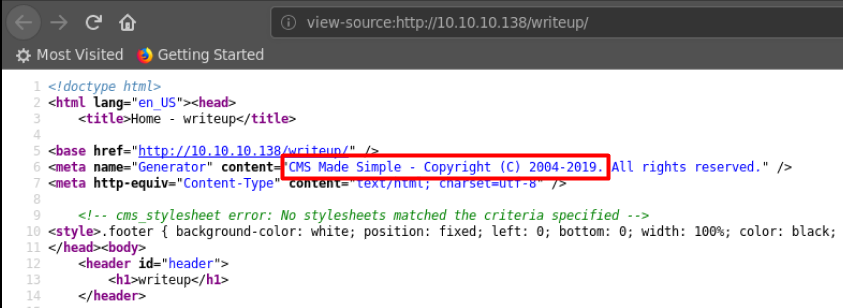 view-source:http://10.10.10.138/writeup/
Most Visited Getting Started
1 <!doctype html>
2 <html lang="en_US"><head>
3 <title>Home - writeup</title>
4
5 <base href="http://10.10.10.138/writeup/" />
6 <meta name="Generator" content="CMS Made Simple - Copyright (C) 2004-2019. All rights reserved." />
7 <meta http-equiv="Content-Type" content="text/html; charset=utf-8" />
8
9 <!-- cms_stylesheet error: No stylesheets matched the criteria specified -->
10 <style>.footer { background-color: white; position: fixed; left: 0; bottom: 0; width: 100%; color: black;
11 </head><body>
12 <header id="header">
13 <h1>writeup</h1>
14 </header>